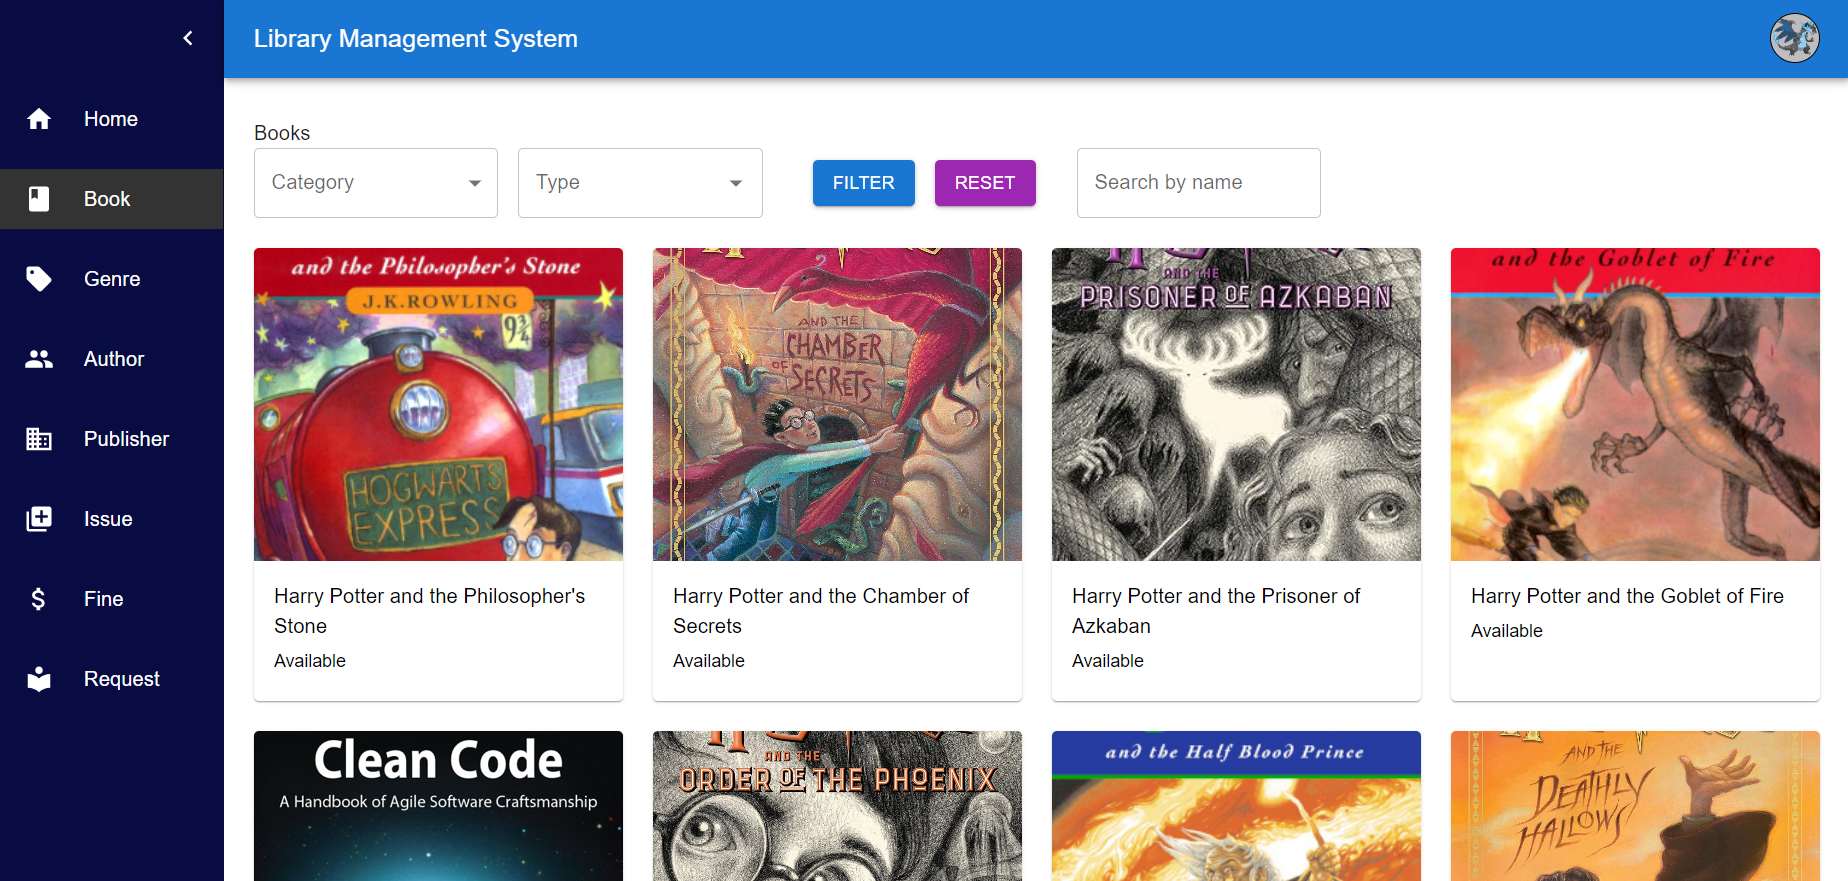 Library Management System
Home
Book
Genre
Author
Publisher
Issue
Fine
Request
Books
Category
Type
FILTER
RESET
Search by name
and the Philosopher's Stone
J.K.ROWLING
9¾
HOGWARTS
EXPRESS
AND THE
CHAMBER
OF
SECRETS
AND THE
PRISONER OF AZKABAN
and the Goblet of Fire
Harry Potter and the Philosopher's
Stone
Available
Harry Potter and the Chamber of
Secrets
Available
Harry Potter and the Prisoner of
Azkaban
Available
Harry Potter and the Goblet of Fire
Available
Clean Code
A Handbook of Agile Software Craftsmanship
AND THE
ORDER OF THE PHOENIX
and the Half Blood Prince
AND THE
DEATHLY
HALLOWS